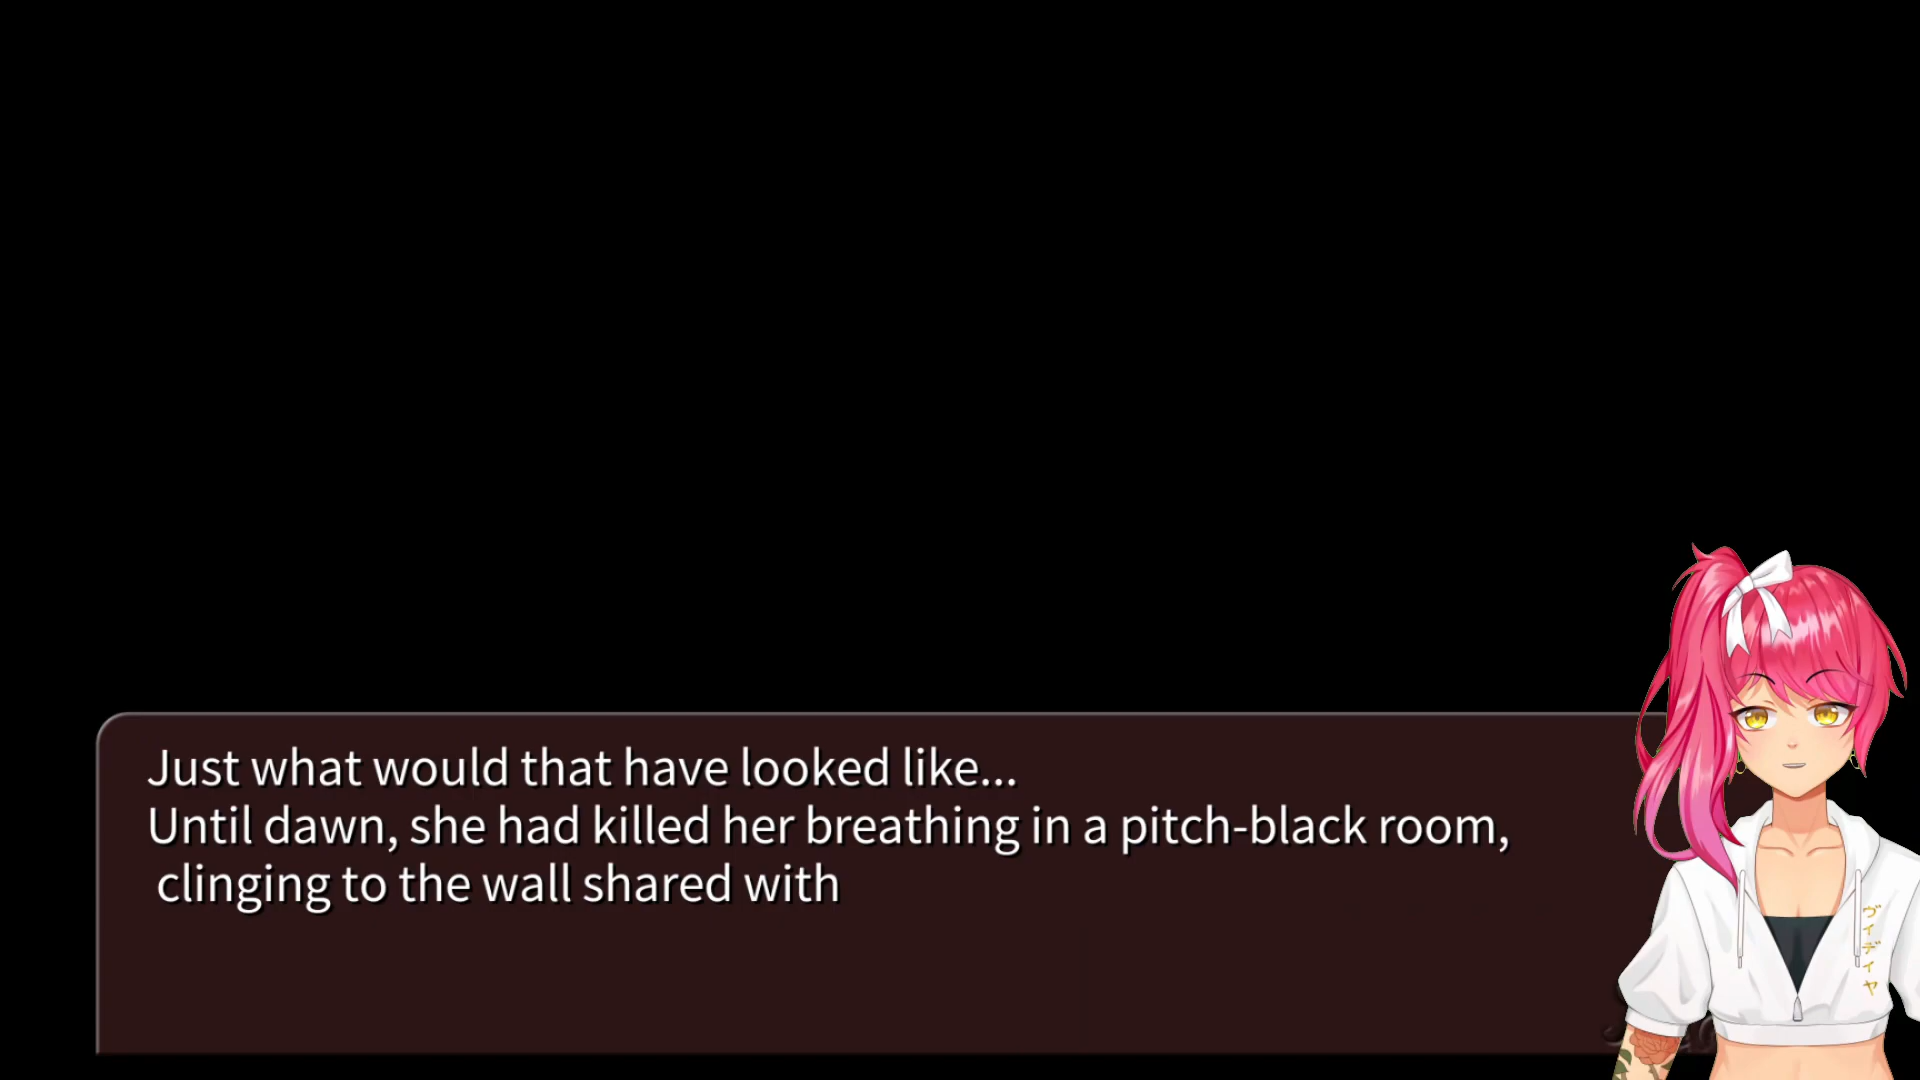 Just what would that have looked like...
Until dawn, she had killed her breathing in a pitch-black room,
clinging to the wall shared with
ヴィディヤ